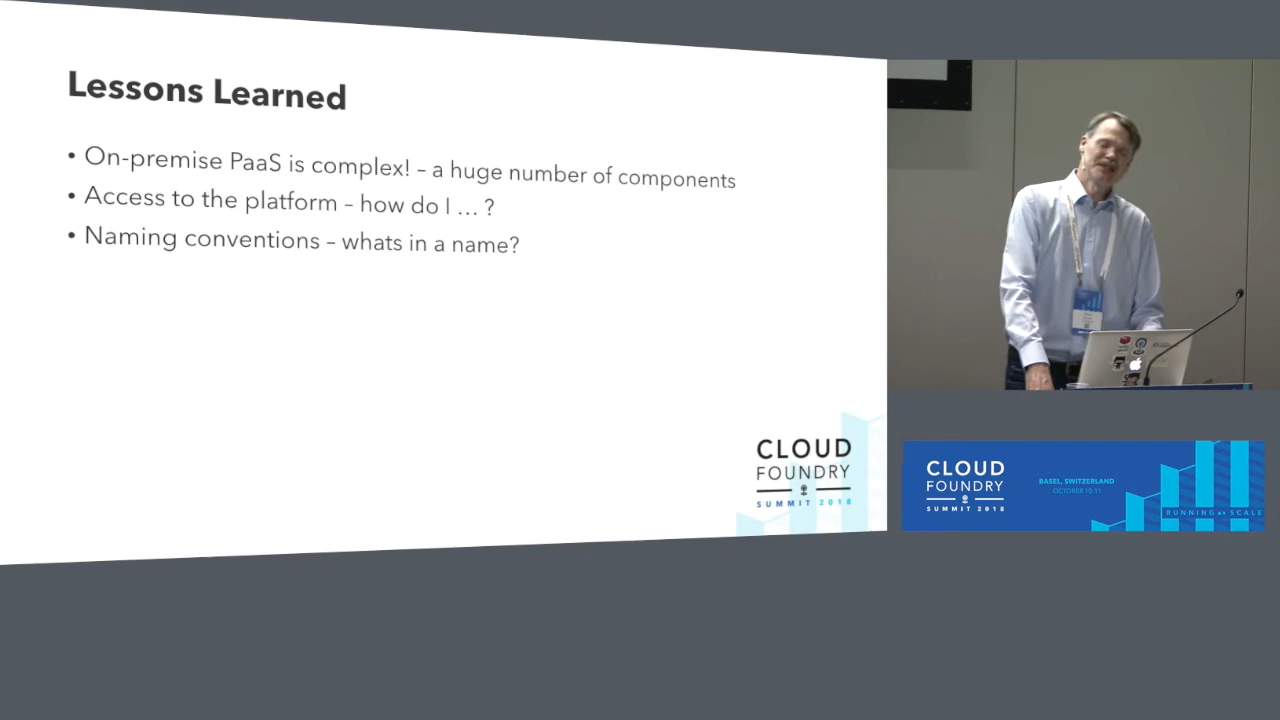 Lessons Learned
• On-premise PaaS is complex! – a huge number of components
• Access to the platform – how do I … ?
• Naming conventions – whats in a name?
CLOUD
FOUNDRY
SUMMIT 2018
CLOUD
FOUNDRY
SUMMIT 2018
BASEL, SWITZERLAND
OCTOBER 10-11
RUNNING AT SCALE